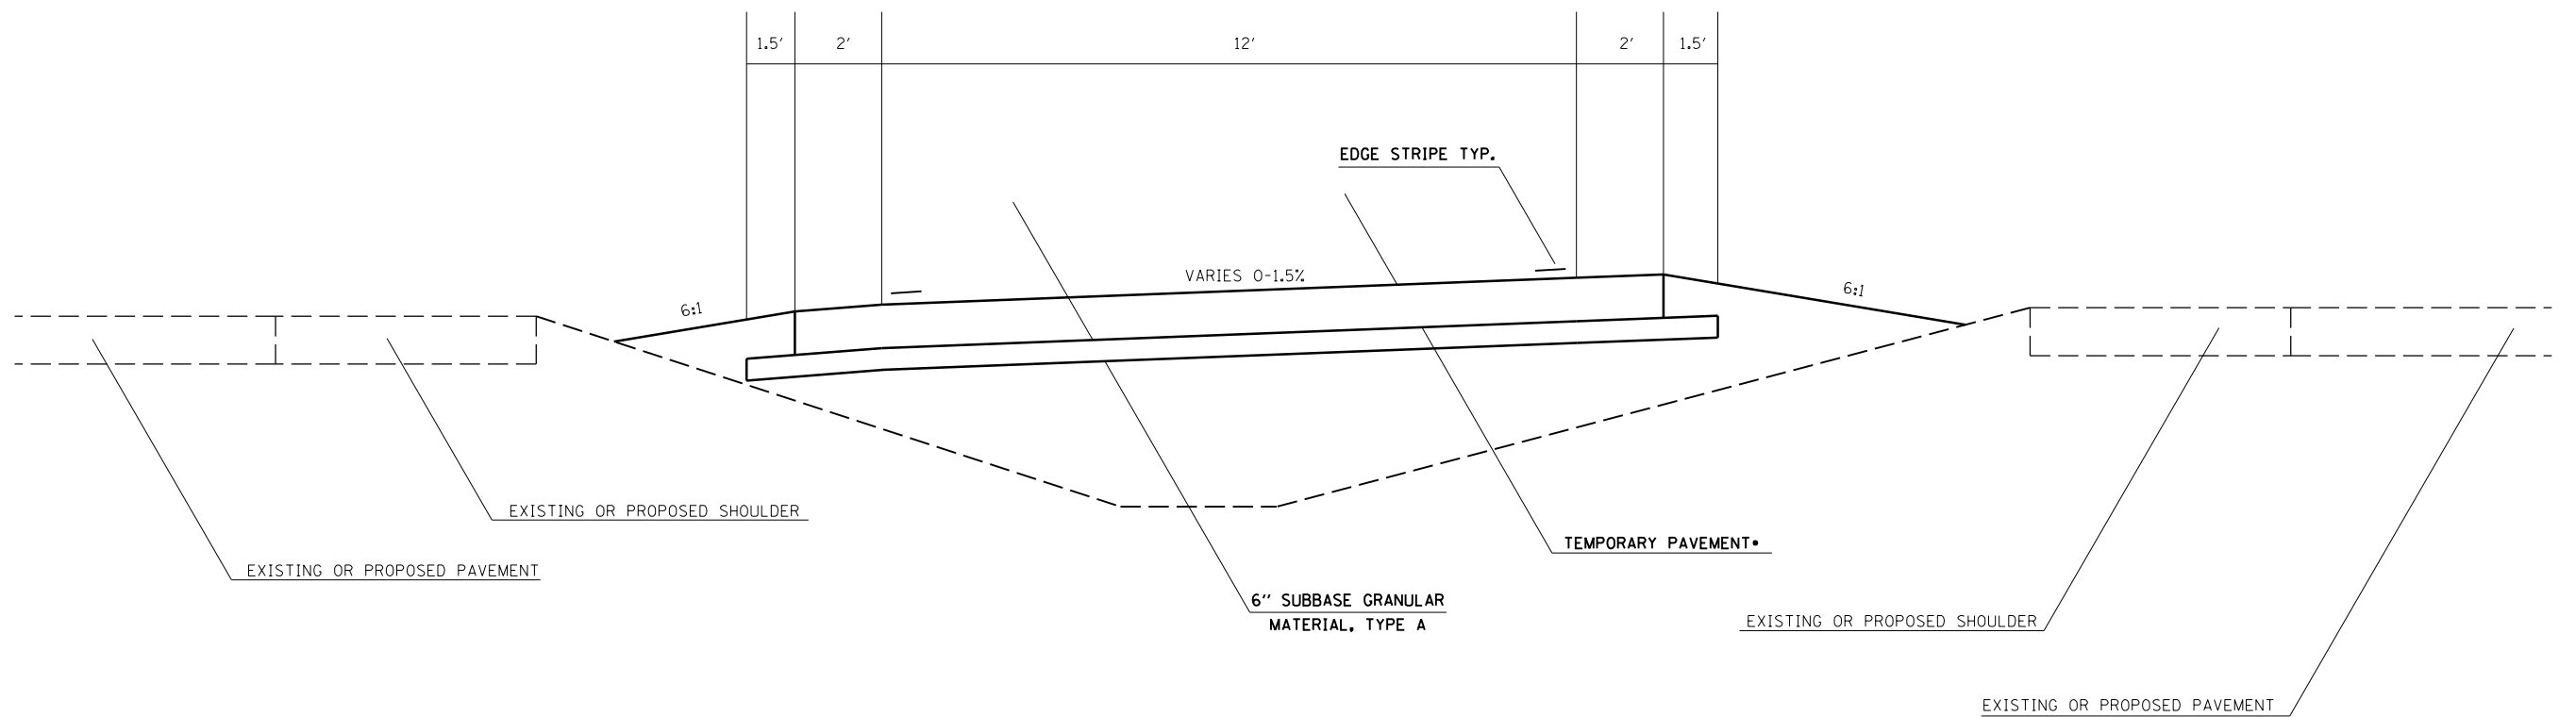 1.5' 2' 12' 2' 1.5'
EDGE STRIPE TYP.
VARIES 0-1.5%
6:1
6:1
EXISTING OR PROPOSED SHOULDER
TEMPORARY PAVEMENT•
EXISTING OR PROPOSED PAVEMENT
6" SUBBASE GRANULAR
MATERIAL, TYPE A
EXISTING OR PROPOSED SHOULDER
EXISTING OR PROPOSED PAVEMENT